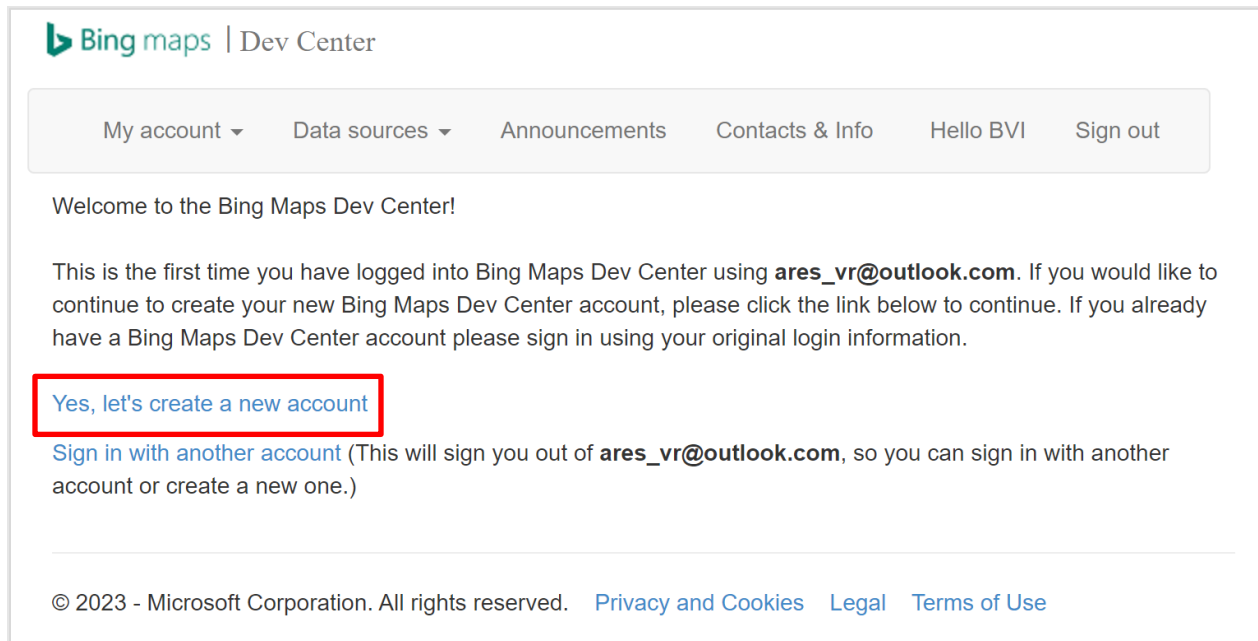 Bing maps | Dev Center
My account Data sources Announcements Contacts & Info Hello BVI Sign out
Welcome to the Bing Maps Dev Center!
This is the first time you have logged into Bing Maps Dev Center using ares_vr@outlook.com. If you would like to
continue to create your new Bing Maps Dev Center account, please click the link below to continue. If you already
have a Bing Maps Dev Center account please sign in using your original login information.
Yes, let's create a new account
Sign in with another account (This will sign you out of ares_vr@outlook.com, so you can sign in with another
account or create a new one.)
© 2023 - Microsoft Corporation. All rights reserved. Privacy and Cookies Legal Terms of Use